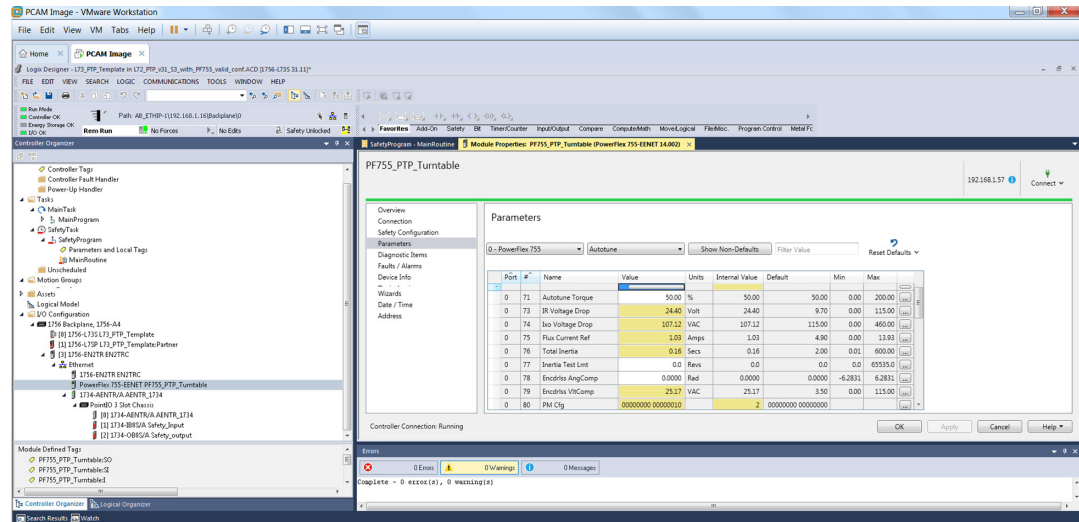 PCAM Image - VMware Workstation
File Edit View VM Tabs Help
Home PCAM Image
Logix Designer - L73_PTP_Template in L72_PTP_v31_S3_with_PF755_valid_conf.ACD [1756-L73S 31.11]*
FILE EDIT VIEW SEARCH LOGIC COMMUNICATIONS TOOLS WINDOW HELP
Run Mode
Controller OK
Energy Storage OK
I/O OK
Path: AB_ETHIP-1\192.168.1.16\Backplane\0
Rem Run No Forces No Edits Safety Unlocked
Favorites Add-On Safety Bit Timer/Counter Input/Output Compare Compute/Math Move/Logical File/Misc. Program Control Metal Fc
Controller Organizer
Controller Tags
Controller Fault Handler
Power-Up Handler
Tasks
MainTask
MainProgram
SafetyTask
SafetyProgram
Parameters and Local Tags
MainRoutine
Unscheduled
Motion Groups
Assets
Logical Model
I/O Configuration
1756 Backplane, 1756-A4
[0] 1756-L73S L73_PTP_Template
[1] 1756-L7SP L73_PTP_Template:Partner
[3] 1756-EN2TR EN2TRC
Ethernet
1756-EN2TR EN2TRC
PowerFlex 755-EENET PF755_PTP_Turntable
1734-AENTR/A AENTR_1734
PointIO 3 Slot Chassis
[0] 1734-AENTR/A AENTR_1734
[1] 1734-IB8S/A Safety_Input
[2] 1734-OB8S/A Safety_output
Module Defined Tags
PF755_PTP_Turntable:SO
PF755_PTP_Turntable:SI
PF755_PTP_Turntable:I
Controller Organizer Logical Organizer
Search Results Watch
SafetyProgram - MainRoutine Module Properties: PF755_PTP_Turntable (PowerFlex 755-EENET 14.002)
PF755_PTP_Turntable
192.168.1.57 Connect
Overview
Connection
Safety Configuration
Parameters
Diagnostic Items
Faults / Alarms
Device Info
Wizards
Date / Time
Address
Parameters
0 - PowerFlex 755 Autotune Show Non-Defaults Filter Value Reset Defaults
Port # Name Value Units Internal Value Default Min Max
0 71 Autotune Torque 50.00 % 50.00 50.00 0.00 200.00
0 73 IR Voltage Drop 24.40 Volt 24.40 9.70 0.00 115.00
0 74 Ixo Voltage Drop 107.12 VAC 107.12 115.00 0.00 460.00
0 75 Flux Current Ref 1.03 Amps 1.03 4.90 0.00 13.93
0 76 Total Inertia 0.16 Secs 0.16 2.00 0.01 600.00
0 77 Inertia Test Lmt 0.0 Revs 0.0 0.0 0.0 65535.0
0 78 Encdrlss AngComp 0.0000 Rad 0.0000 0.0000 -6.2831 6.2831
0 79 Encdrlss VltComp 25.17 VAC 25.17 3.50 0.00 115.00
0 80 PM Cfg 00000000 00000010 2 00000000 00000000
Controller Connection: Running
OK Apply Cancel Help
Errors
0 Errors 0 Warnings 0 Messages
Complete - 0 error(s), 0 warning(s)